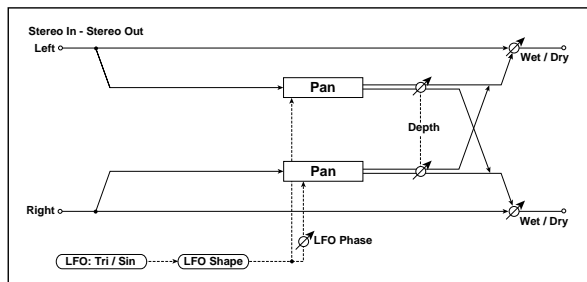 Stereo In - Stereo Out
Left
Wet / Dry
Pan
Depth
Pan
Right
Wet / Dry
LFO Phase
LFO: Tri / Sin
LFO Shape